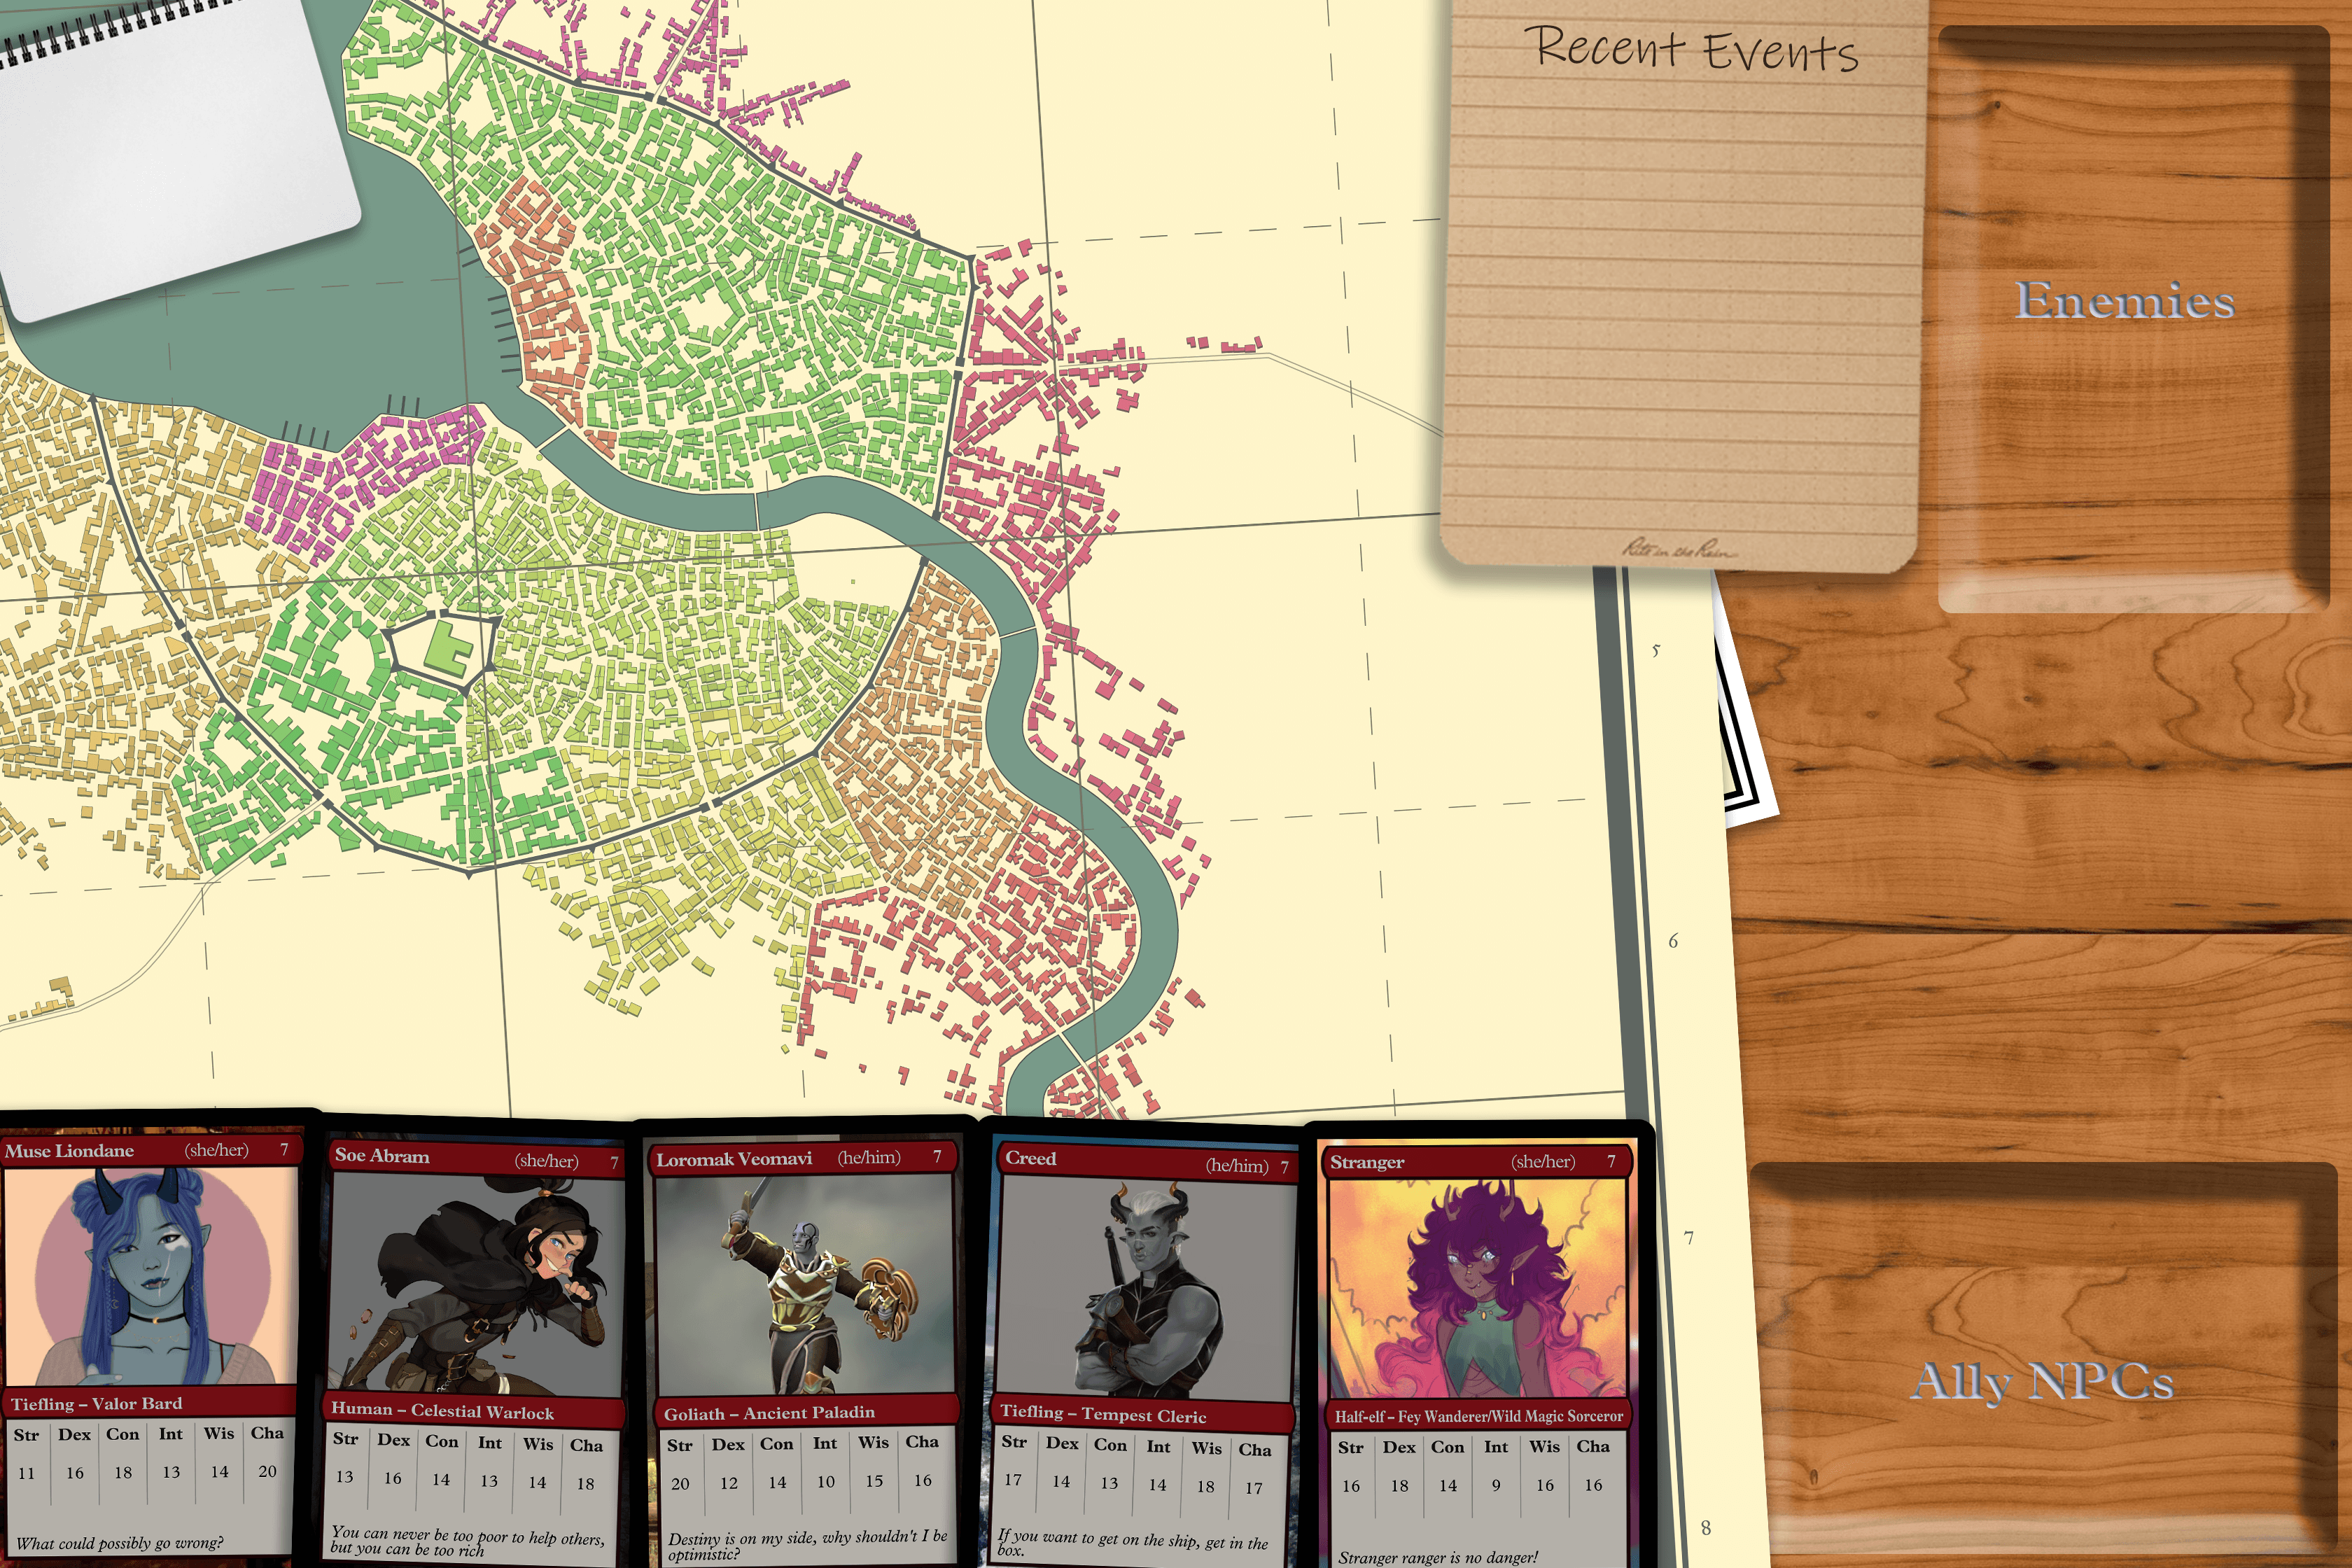 Recent Events
Rite in the Rain
Enemies
5
6
7
8
Ally NPCs
Muse Liondane (she/her) 7
Tiefling – Valor Bard
Str Dex Con Int Wis Cha
11 16 18 13 14 20
What could possibly go wrong?
Soe Abram (she/her) 7
Human – Celestial Warlock
Str Dex Con Int Wis Cha
13 16 14 13 14 18
You can never be too poor to help others,
but you can be too rich
Loromak Veomavi (he/him) 7
Goliath – Ancient Paladin
Str Dex Con Int Wis Cha
20 12 14 10 15 16
Destiny is on my side, why shouldn't I be
optimistic?
Creed (he/him) 7
Tiefling – Tempest Cleric
Str Dex Con Int Wis Cha
17 14 13 14 18 17
If you want to get on the ship, get in the
box.
Stranger (she/her) 7
Half-elf – Fey Wanderer/Wild Magic Sorceror
Str Dex Con Int Wis Cha
16 18 14 9 16 16
Stranger ranger is no danger!